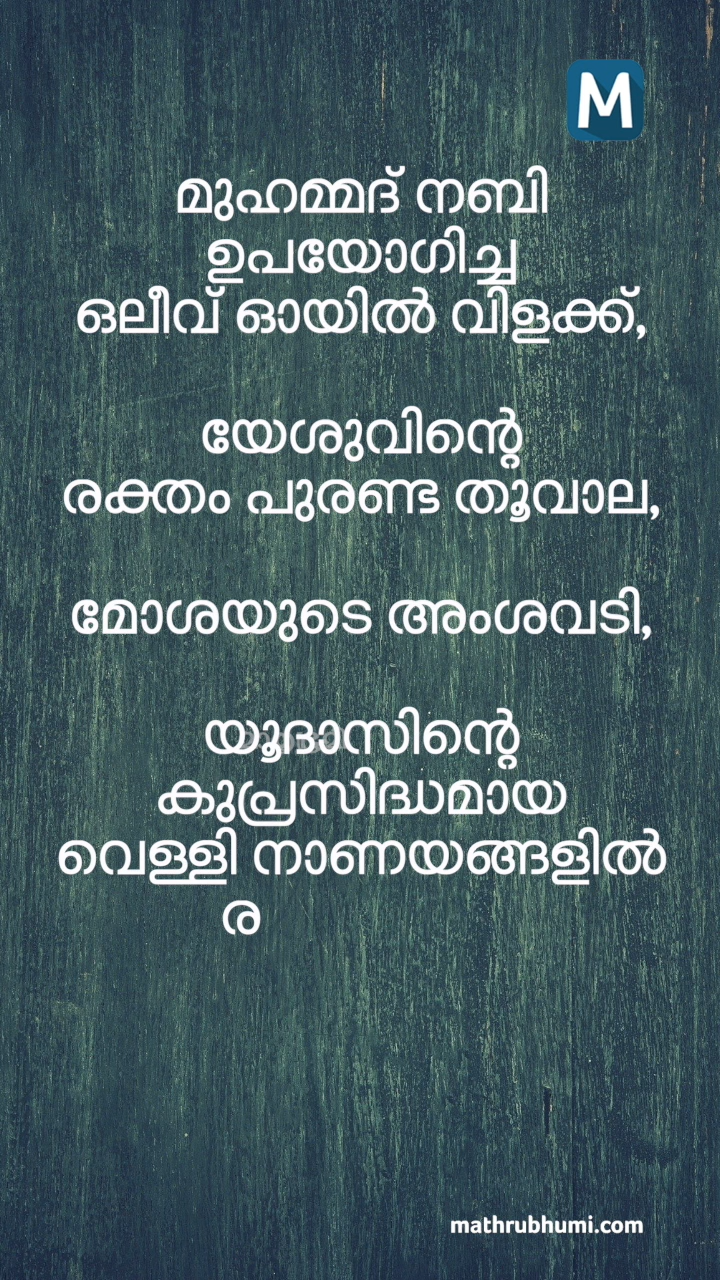 M
മുഹമ്മദ് നബി
ഉപയോഗിച്ച
ഒലീവ് ഓയിൽ വിളക്ക്,
യേശുവിന്റെ
രക്തം പുരണ്ട തൂവാല,
മോശയുടെ അംശവടി,
യൂദാസിന്റെ
കുപ്രസിദ്ധമായ
വെള്ളി നാണയങ്ങളിൽ
ര
mathrubhumi.com